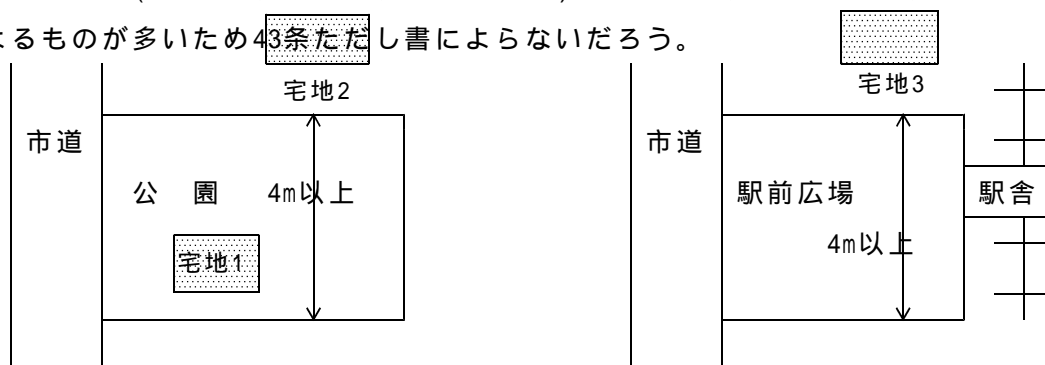 るものが多いため43条ただし書によらないだろう。
宅地2
宅地3
市道
市道
公 園
4m以上
駅前広場
駅舎
4m以上
宅地1